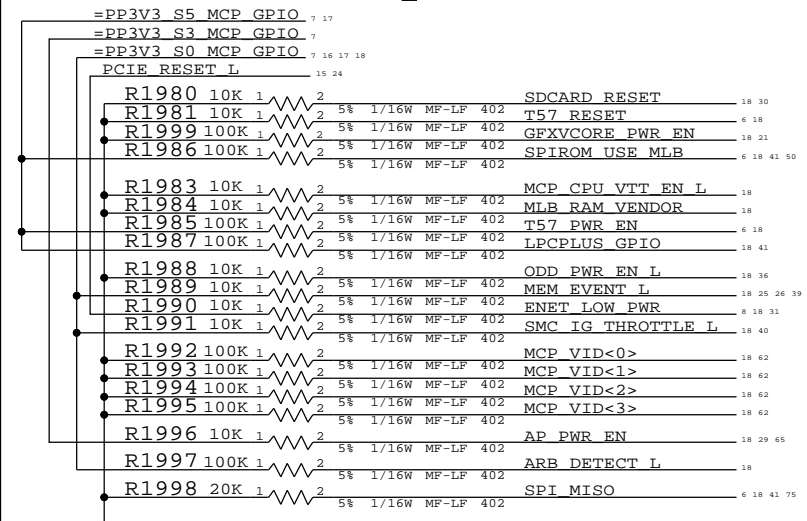 =PP3V3_S5_MCP_GPIO 7 17
=PP3V3_S3_MCP_GPIO 7
=PP3V3_S0_MCP_GPIO 7 16 17 18
PCIE_RESET_L 15 24
R1980 10K 1 2 5% 1/16W MF-LF 402 SDCARD_RESET 18 30
R1981 10K 1 2 5% 1/16W MF-LF 402 T57_RESET 6 18
R1999 100K 1 2 5% 1/16W MF-LF 402 GFXVCORE_PWR_EN 18 21
R1986 100K 1 2 5% 1/16W MF-LF 402 SPIROM_USE_MLB 6 18 41 50
R1983 10K 1 2 5% 1/16W MF-LF 402 MCP_CPU_VTT_EN_L 18
R1984 10K 1 2 5% 1/16W MF-LF 402 MLB_RAM_VENDOR 18
R1985 100K 1 2 5% 1/16W MF-LF 402 T57_PWR_EN 6 18
R1987 100K 1 2 5% 1/16W MF-LF 402 LPCPLUS_GPIO 18 41
R1988 10K 1 2 5% 1/16W MF-LF 402 ODD_PWR_EN_L 18 36
R1989 10K 1 2 5% 1/16W MF-LF 402 MEM_EVENT_L 18 25 26 39
R1990 10K 1 2 5% 1/16W MF-LF 402 ENET_LOW_PWR 8 18 31
R1991 10K 1 2 5% 1/16W MF-LF 402 SMC_IG_THROTTLE_L 18 40
R1992 100K 1 2 5% 1/16W MF-LF 402 MCP_VID<0> 18 62
R1993 100K 1 2 5% 1/16W MF-LF 402 MCP_VID<1> 18 62
R1994 100K 1 2 5% 1/16W MF-LF 402 MCP_VID<2> 18 62
R1995 100K 1 2 5% 1/16W MF-LF 402 MCP_VID<3> 18 62
R1996 10K 1 2 5% 1/16W MF-LF 402 AP_PWR_EN 18 29 65
R1997 100K 1 2 5% 1/16W MF-LF 402 ARB_DETECT_L 18
R1998 20K 1 2 5% 1/16W MF-LF 402 SPI_MISO 6 18 41 75